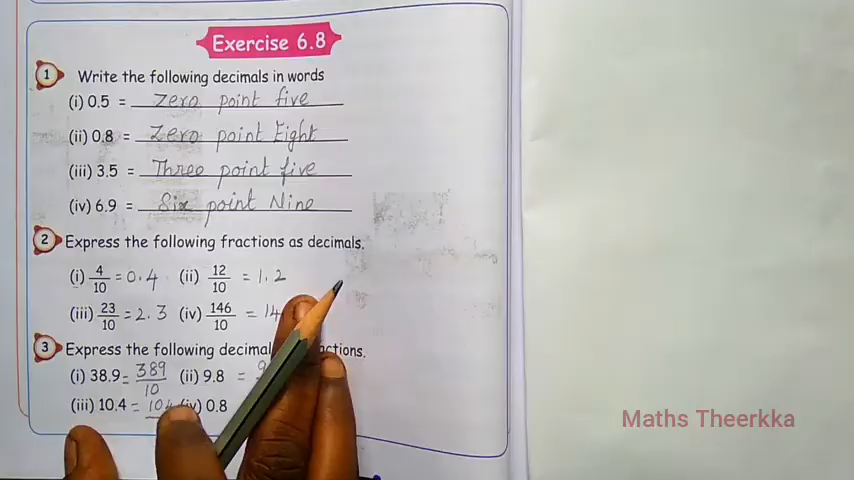 Exercise 6.8
1 Write the following decimals in words
(i) 0.5 = Zero point five
(ii) 0.8 = Zero point Eight
(iii) 3.5 = Three point five
(iv) 6.9 = Six point Nine
2 Express the following fractions as decimals.
(i) 4/10 = 0.4 (ii) 12/10 = 1.2
(iii) 23/10 = 2.3 (iv) 146/10 = 14
3 Express the following
(i) 38.9 = 389/10 (ii) 9.8 =
(iii) 10.4 = 104 (iv) 0.8
Maths Theerkka